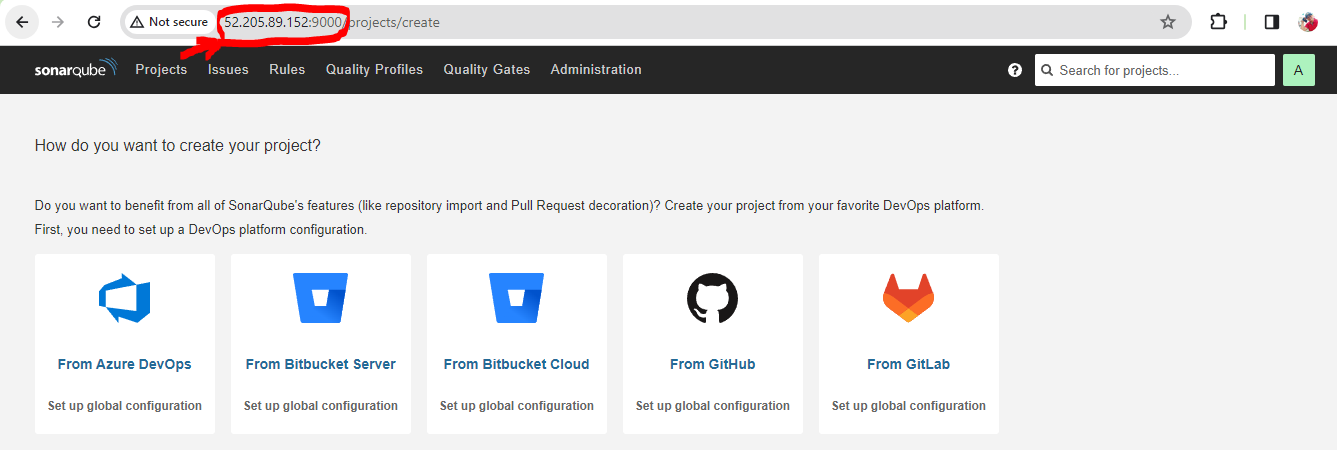 Not secure 52.205.89.152:9000/projects/create
sonarqube Projects Issues Rules Quality Profiles Quality Gates Administration ? Search for projects... A
How do you want to create your project?
Do you want to benefit from all of SonarQube's features (like repository import and Pull Request decoration)? Create your project from your favorite DevOps platform.
First, you need to set up a DevOps platform configuration.
From Azure DevOps From Bitbucket Server From Bitbucket Cloud From GitHub From GitLab
Set up global configuration Set up global configuration Set up global configuration Set up global configuration Set up global configuration